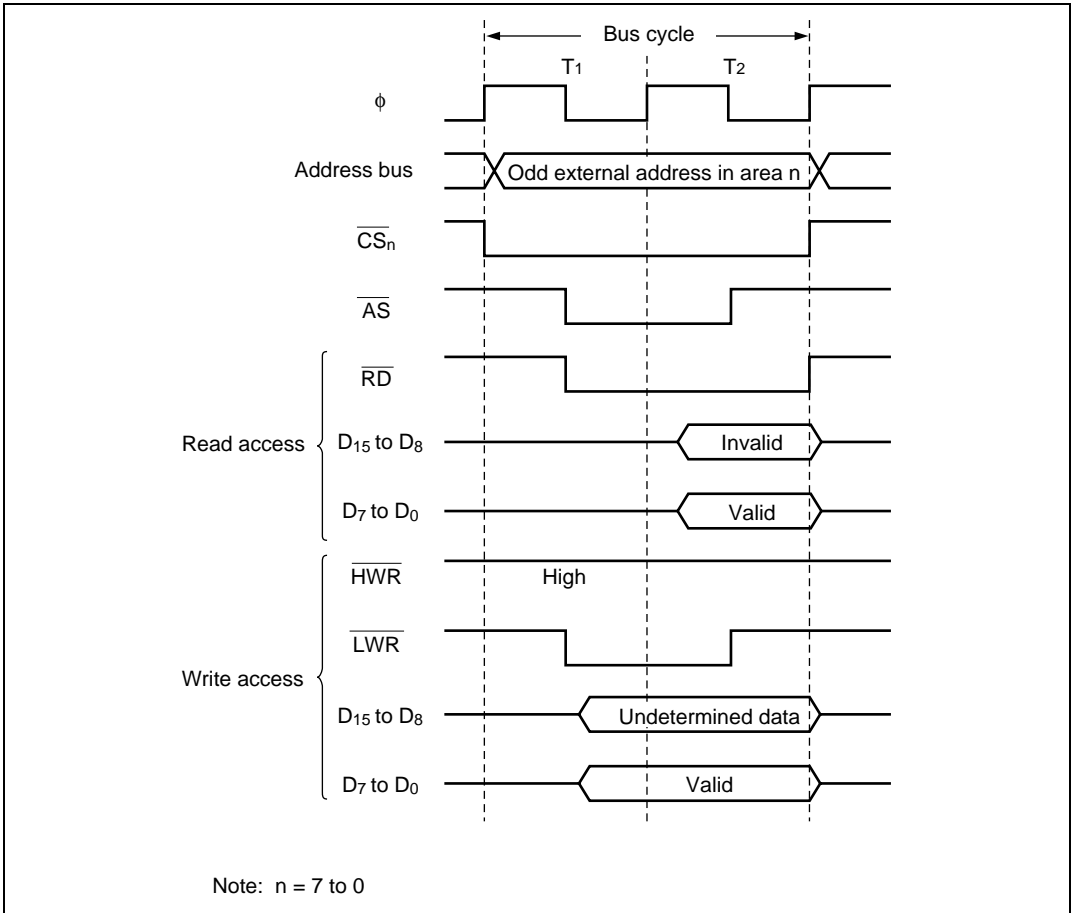 Bus cycle
T1 T2
φ
Address bus Odd external address in area n
CSn
AS
RD
Read access D15 to D8 Invalid
D7 to D0 Valid
HWR High
LWR
Write access
D15 to D8 Undetermined data
D7 to D0 Valid
Note: n = 7 to 0